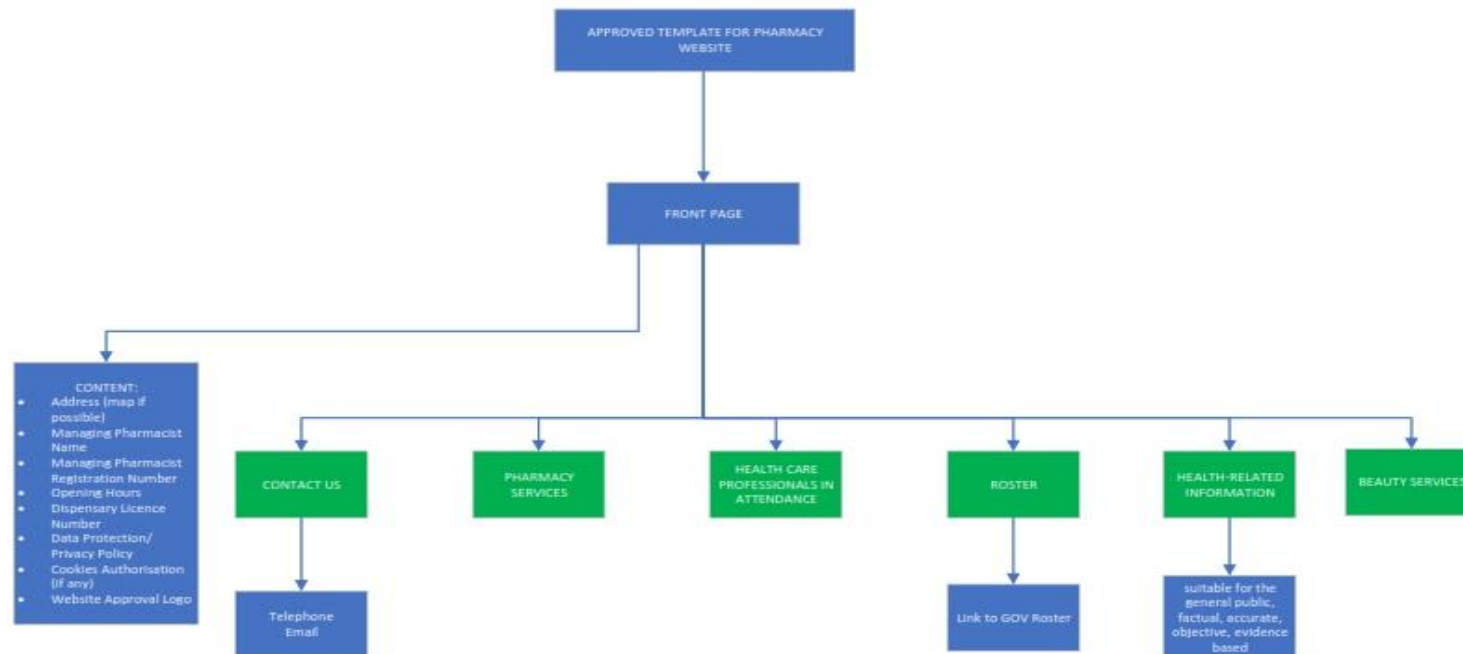 APPROVED TEMPLATE FOR PHARMACY
WEBSITE
FRONT PAGE
CONTENT:
• Address (map if
possible)
• Managing Pharmacist
Name
• Managing Pharmacist
Registration Number
• Opening Hours
• Dispensary Licence
Number
• Data Protection/
Privacy Policy
• Cookies Authorisation
(if any)
• Website Approval Logo
CONTACT US
PHARMACY
SERVICES
HEALTH CARE
PROFESSIONALS IN
ATTENDANCE
ROSTER
HEALTH-RELATED
INFORMATION
BEAUTY SERVICES
Telephone
Email
Link to GOV Roster
suitable for the
general public,
factual, accurate,
objective, evidence
based